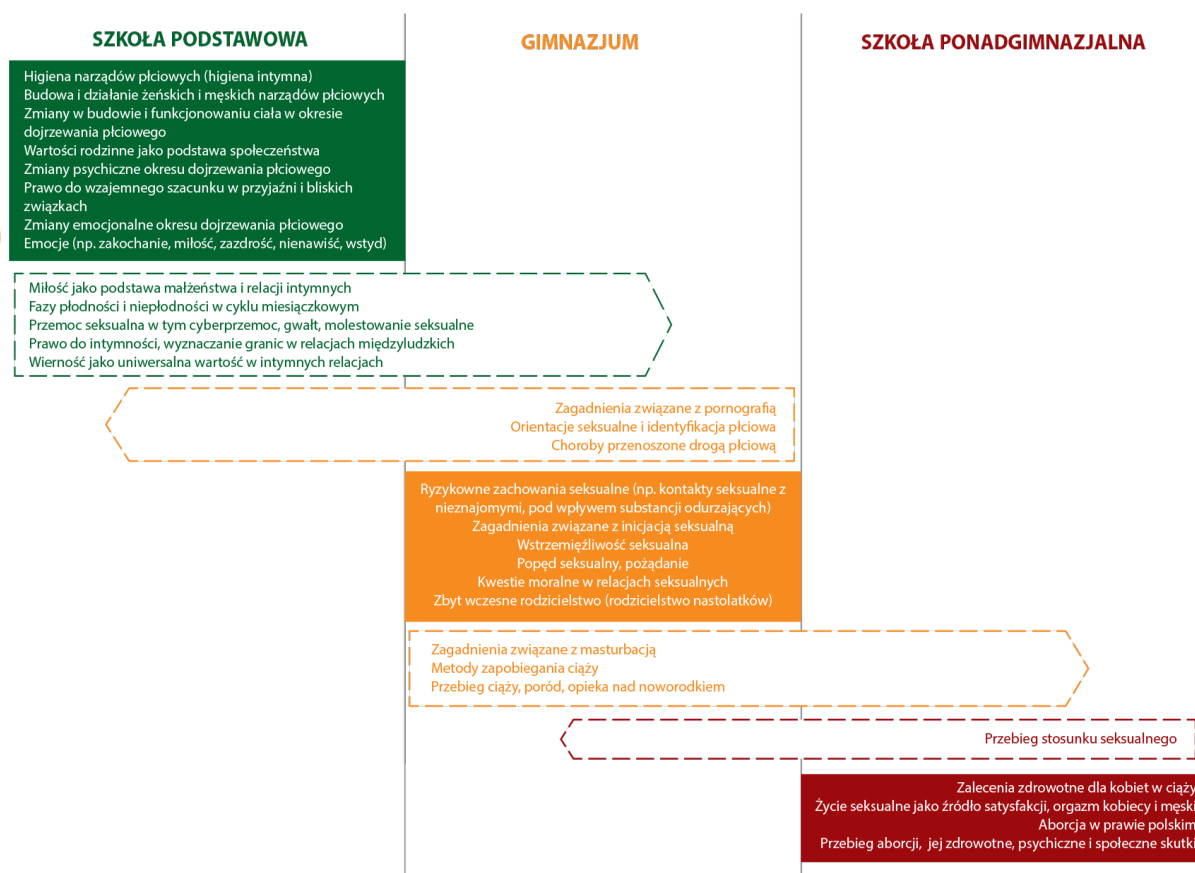 SZKOŁA PODSTAWOWA
GIMNAZJUM
SZKOŁA PONADGIMNAZJALNA
Higiena narządów płciowych (higiena intymna)
Budowa i działanie żeńskich i męskich narządów płciowych
Zmiany w budowie i funkcjonowaniu ciała w okresie
dojrzewania płciowego
Wartości rodzinne jako podstawa społeczeństwa
Zmiany psychiczne okresu dojrzewania płciowego
Prawo do wzajemnego szacunku w przyjaźni i bliskich
związkach
Zmiany emocjonalne okresu dojrzewania płciowego
Emocje (np. zakochanie, miłość, zazdrość, nienawiść, wstyd)
Miłość jako podstawa małżeństwa i relacji intymnych
Fazy płodności i niepłodności w cyklu miesiączkowym
Przemoc seksualna w tym cyberprzemoc, gwałt, molestowanie seksualne
Prawo do intymności, wyznaczanie granic w relacjach międzyludzkich
Wierność jako uniwersalna wartość w intymnych relacjach
Zagadnienia związane z pornografią
Orientacje seksualne i identyfikacja płciowa
Choroby przenoszone drogą płciową
Ryzykowne zachowania seksualne (np. kontakty seksualne z
nieznajomymi, pod wpływem substancji odurzających)
Zagadnienia związane z inicjacją seksualną
Wstrzemięźliwość seksualna
Popęd seksualny, pożądanie
Kwestie moralne w relacjach seksualnych
Zbyt wczesne rodzicielstwo (rodzicielstwo nastolatków)
Zagadnienia związane z masturbacją
Metody zapobiegania ciąży
Przebieg ciąży, poród, opieka nad noworodkiem
Przebieg stosunku seksualnego
Zalecenia zdrowotne dla kobiet w ciąży
Życie seksualne jako źródło satysfakcji, orgazm kobiecy i męski
Aborcja w prawie polskim
Przebieg aborcji, jej zdrowotne, psychiczne i społeczne skutki